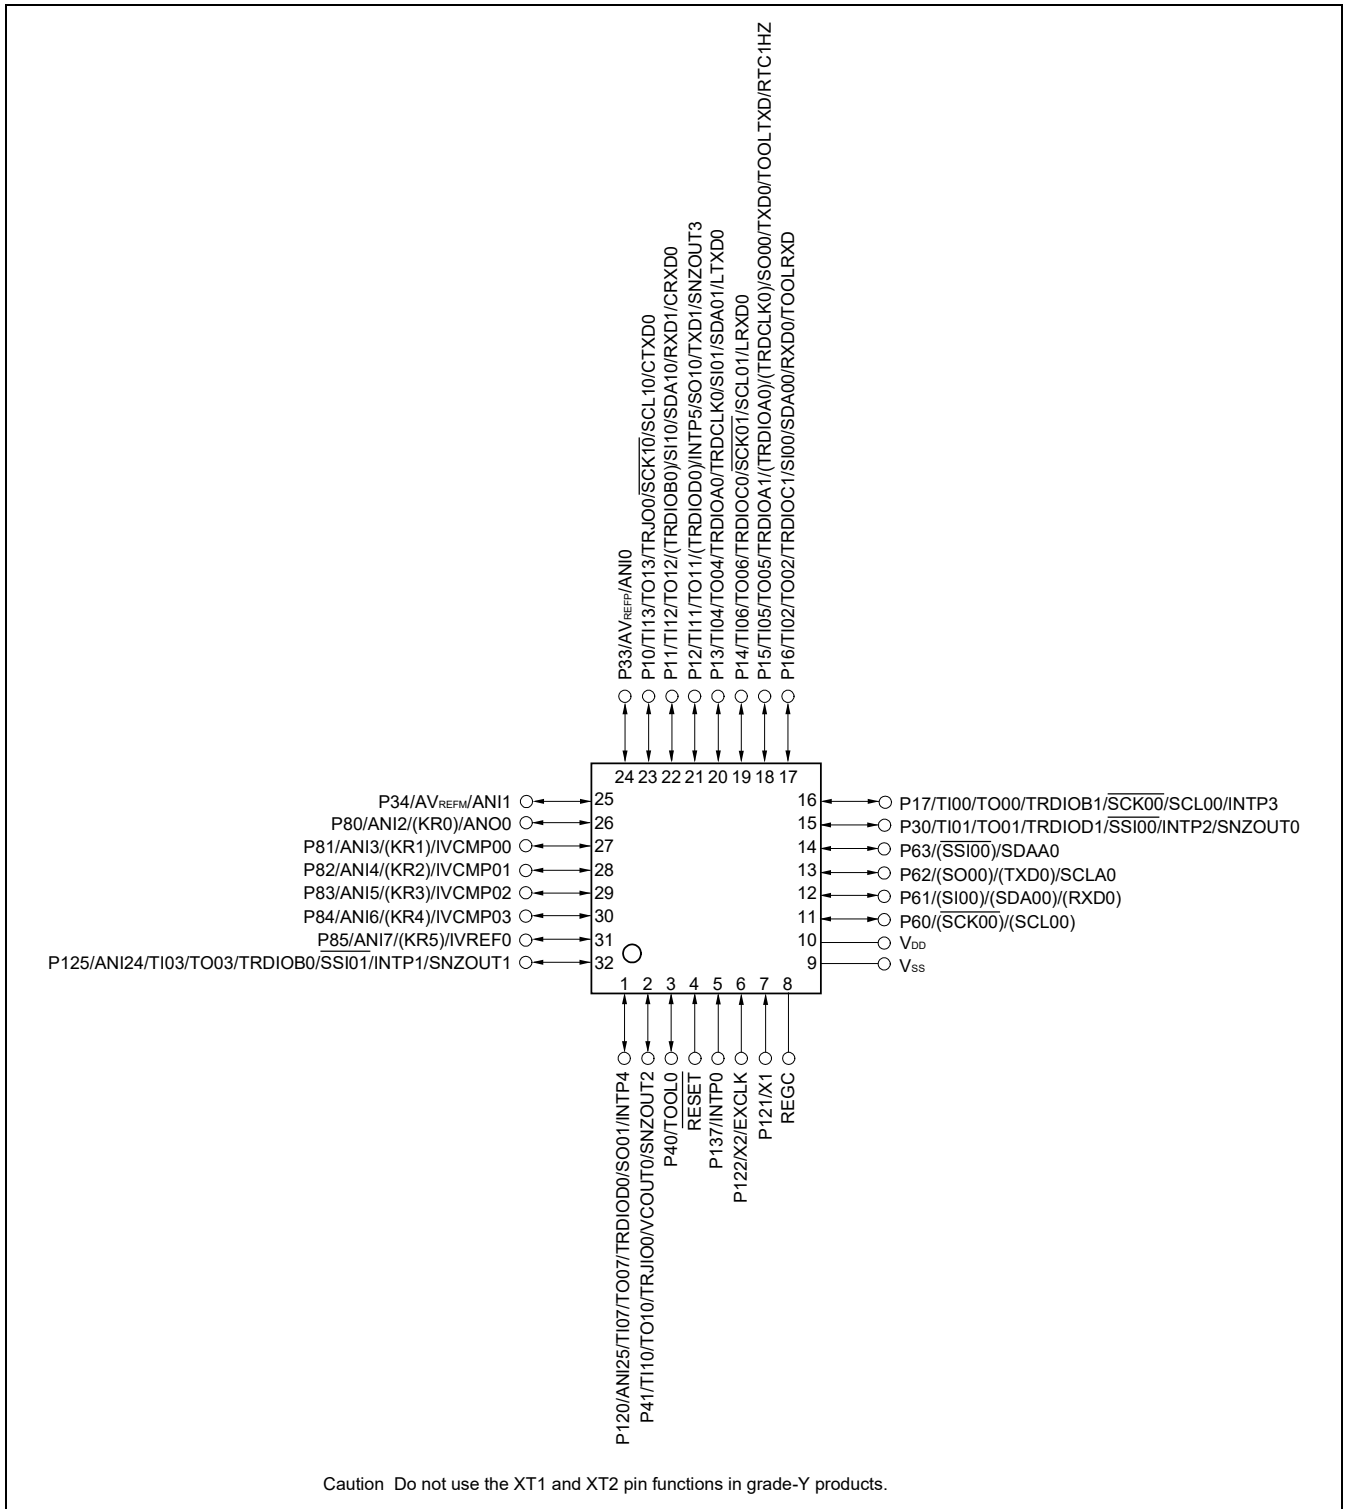 P33/AVREFP/ANI0
P10/TI13/TO13/TRJO0/SCK10/SCL10/CTXD0
P11/TI12/TO12/(TRDIOB0)/SI10/SDA10/RXD1/CRXD0
P12/TI11/TO11/(TRDIOD0)/INTP5/SO10/TXD1/SNZOUT3
P13/TI04/TO04/TRDIOA0/TRDCLK0/SI01/SDA01/LTXD0
P14/TI06/TO06/TRDIOC0/SCK01/SCL01/LRXD0
P15/TI05/TO05/TRDIOA1/(TRDIOA0)/(TRDCLK0)/SO00/TXD0/TOOLTXD/RTC1HZ
P16/TI02/TO02/TRDIOC1/SI00/SDA00/RXD0/TOOLRXD
24 23 22 21 20 19 18 17
P34/AVREFM/ANI1 25
P80/ANI2/(KR0)/ANO0 26
P81/ANI3/(KR1)/IVCMP00 27
P82/ANI4/(KR2)/IVCMP01 28
P83/ANI5/(KR3)/IVCMP02 29
P84/ANI6/(KR4)/IVCMP03 30
P85/ANI7/(KR5)/IVREF0 31
P125/ANI24/TI03/TO03/TRDIOB0/SSI01/INTP1/SNZOUT1 32
16 P17/TI00/TO00/TRDIOB1/SCK00/SCL00/INTP3
15 P30/TI01/TO01/TRDIOD1/SSI00/INTP2/SNZOUT0
14 P63/(SSI00)/SDAA0
13 P62/(SO00)/(TXD0)/SCLA0
12 P61/(SI00)/(SDA00)/(RXD0)
11 P60/(SCK00)/(SCL00)
10 VDD
9 VSS
1 2 3 4 5 6 7 8
P120/ANI25/TI07/TO07/TRDIOD0/SO01/INTP4
P41/TI10/TO10/TRJIO0/VCOUT0/SNZOUT2
P40/TOOL0
RESET
P137/INTP0
P122/X2/EXCLK
P121/X1
REGC
Caution Do not use the XT1 and XT2 pin functions in grade-Y products.